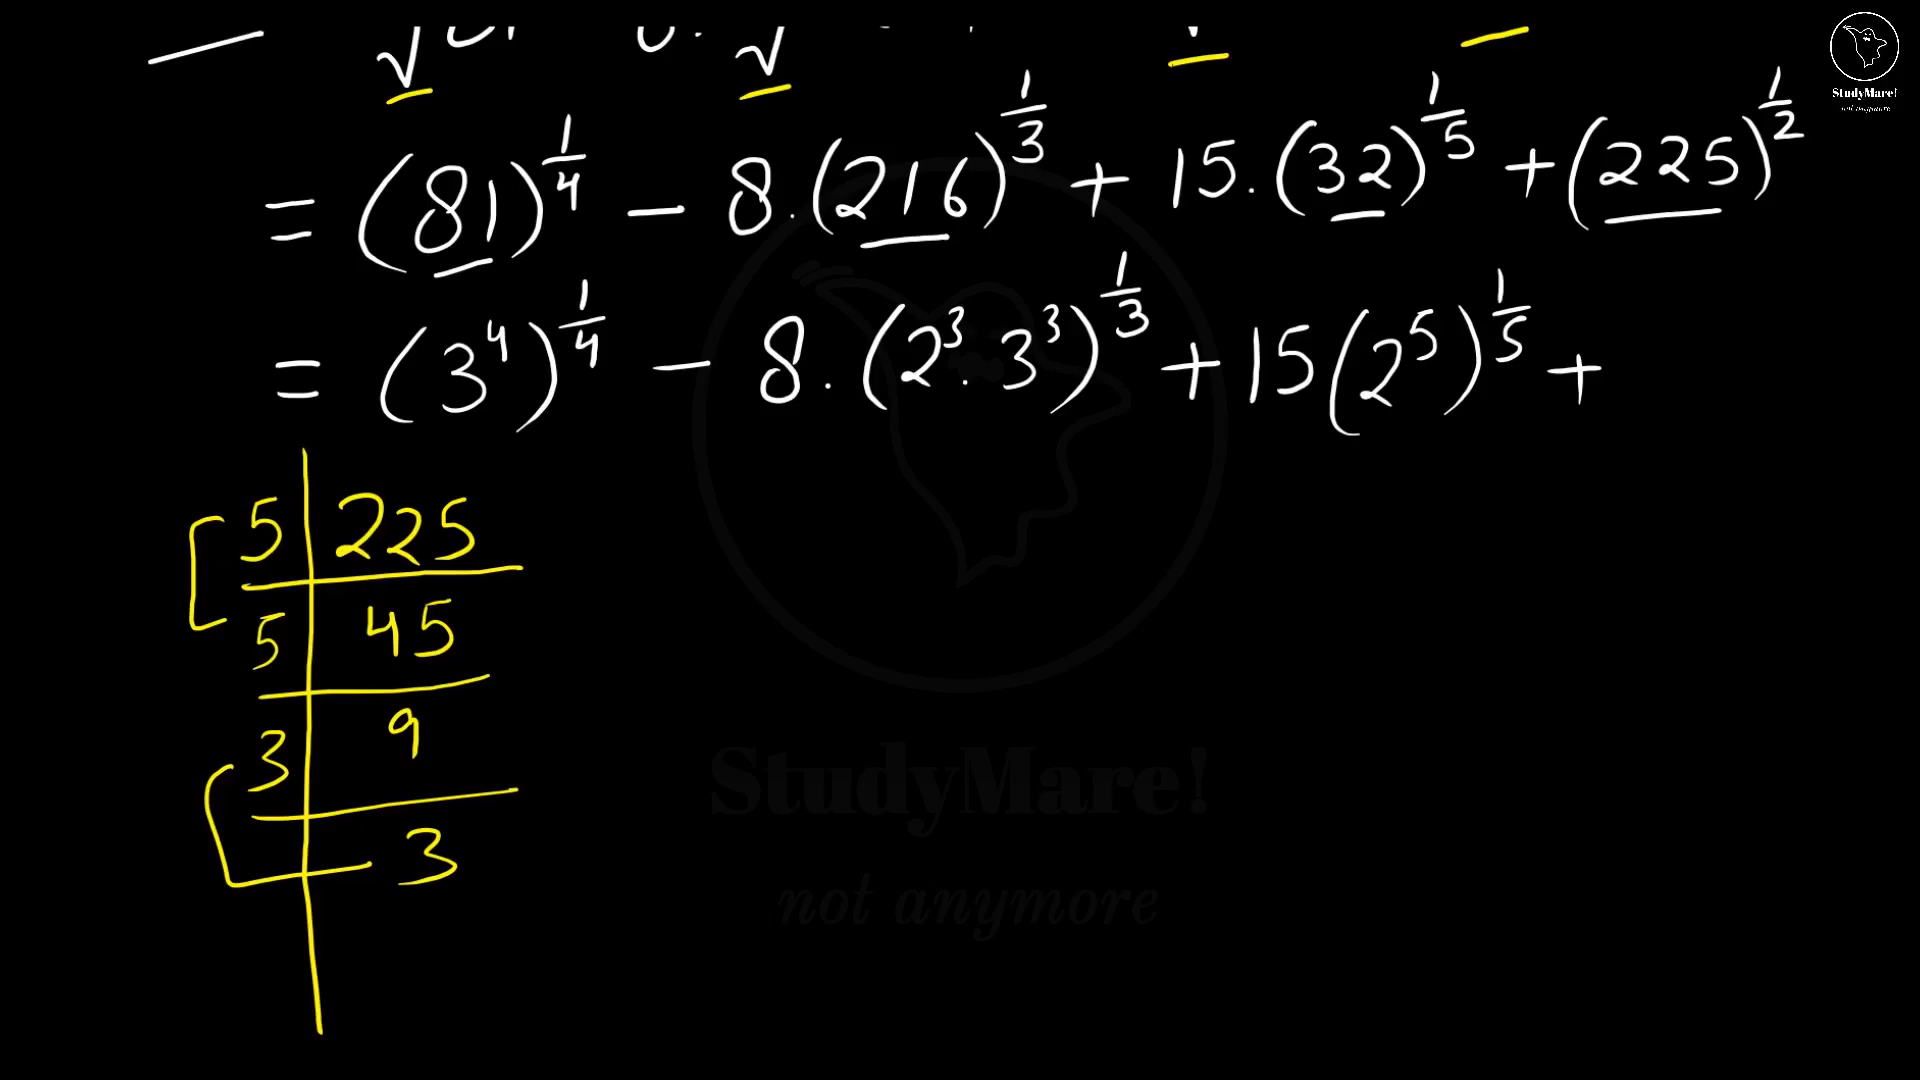 StudyMare!
not anymore
= (81)^{1/4} - 8.(216)^{1/3} + 15.(32)^{1/5} + (225)^{1/2}
= (3^4)^{1/4} - 8.(2^3.3^3)^{1/3} + 15(2^5)^{1/5} +
5 | 225
5 | 45
3 | 9
3
StudyMare!
not anymore